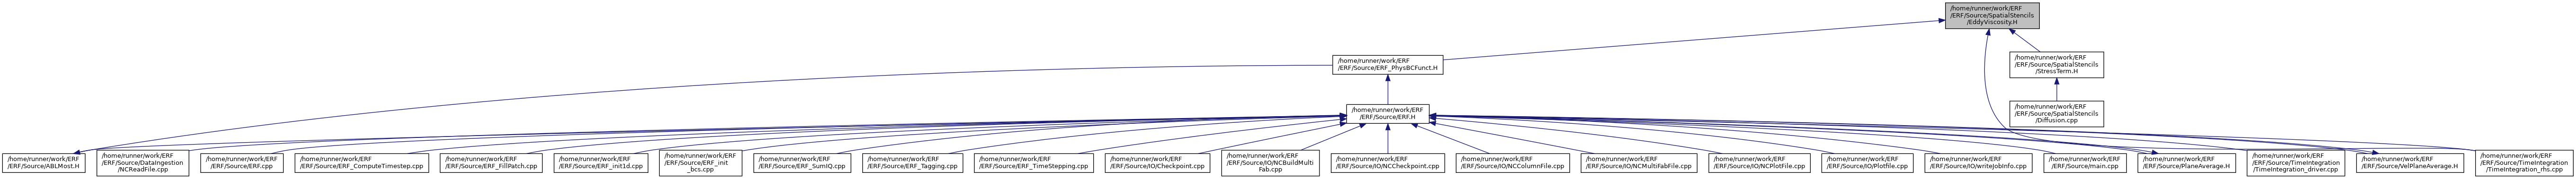 /home/runner/work/ERF
/ERF/Source/SpatialStencils
/EddyViscosity.H
/home/runner/work/ERF
/ERF/Source/ERF_PhysBCFunct.H
/home/runner/work/ERF
/ERF/Source/SpatialStencils
/StressTerm.H
/home/runner/work/ERF
/ERF/Source/ERF.H
/home/runner/work/ERF
/ERF/Source/SpatialStencils
/Diffusion.cpp
/home/runner/work/ERF
/ERF/Source/ABLMost.H
/home/runner/work/ERF
/ERF/Source/DataIngestion
/NCReadFile.cpp
/home/runner/work/ERF
/ERF/Source/ERF.cpp
/home/runner/work/ERF
/ERF/Source/ERF_ComputeTimestep.cpp
/home/runner/work/ERF
/ERF/Source/ERF_FillPatch.cpp
/home/runner/work/ERF
/ERF/Source/ERF_init1d.cpp
/home/runner/work/ERF
/ERF/Source/ERF_init
_bcs.cpp
/home/runner/work/ERF
/ERF/Source/ERF_SumIQ.cpp
/home/runner/work/ERF
/ERF/Source/ERF_Tagging.cpp
/home/runner/work/ERF
/ERF/Source/ERF_TimeStepping.cpp
/home/runner/work/ERF
/ERF/Source/IO/Checkpoint.cpp
/home/runner/work/ERF
/ERF/Source/IO/NCBuildMulti
Fab.cpp
/home/runner/work/ERF
/ERF/Source/IO/NCCheckpoint.cpp
/home/runner/work/ERF
/ERF/Source/IO/NCColumnFile.cpp
/home/runner/work/ERF
/ERF/Source/IO/NCMultiFabFile.cpp
/home/runner/work/ERF
/ERF/Source/IO/NCPlotFile.cpp
/home/runner/work/ERF
/ERF/Source/IO/Plotfile.cpp
/home/runner/work/ERF
/ERF/Source/IO/writeJobInfo.cpp
/home/runner/work/ERF
/ERF/Source/main.cpp
/home/runner/work/ERF
/ERF/Source/PlaneAverage.H
/home/runner/work/ERF
/ERF/Source/TimeIntegration
/TimeIntegration_driver.cpp
/home/runner/work/ERF
/ERF/Source/VelPlaneAverage.H
/home/runner/work/ERF
/ERF/Source/TimeIntegration
/TimeIntegration_rhs.cpp